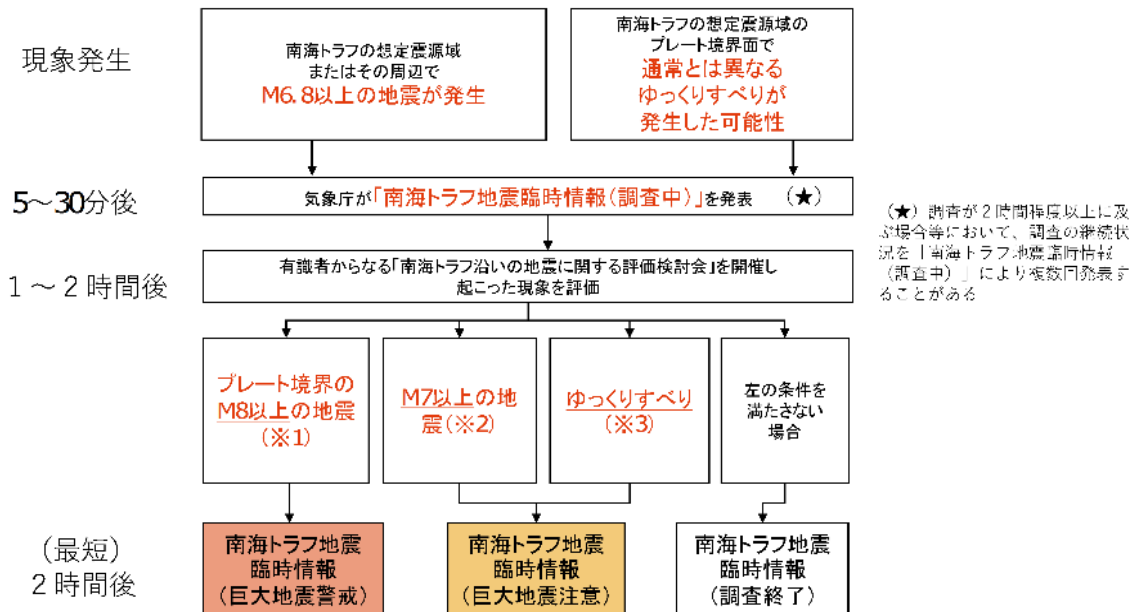 現象発生
南海トラフの想定震源域
またはその周辺で
M6.8以上の地震が発生
南海トラフの想定震源域の
プレート境界面で
通常とは異なる
ゆっくりすべりが
発生した可能性
5～30分後
気象庁が「南海トラフ地震臨時情報(調査中)」を発表 (★)
(★) 調査が２時間程度以上に及
ぶ場合等において、調査の継続状
況を「南海トラフ地震臨時情報
(調査中)」により複数回発表す
ることがある
１～２時間後
有識者からなる「南海トラフ沿いの地震に関する評価検討会」を開催し
起こった現象を評価
プレート境界の
M8以上の地震
(※1)
M7以上の地
震(※2)
ゆっくりすべり
(※3)
左の条件を
満たさない
場合
(最短)
２時間後
南海トラフ地震
臨時情報
(巨大地震警戒)
南海トラフ地震
臨時情報
(巨大地震注意)
南海トラフ地震
臨時情報
(調査終了)